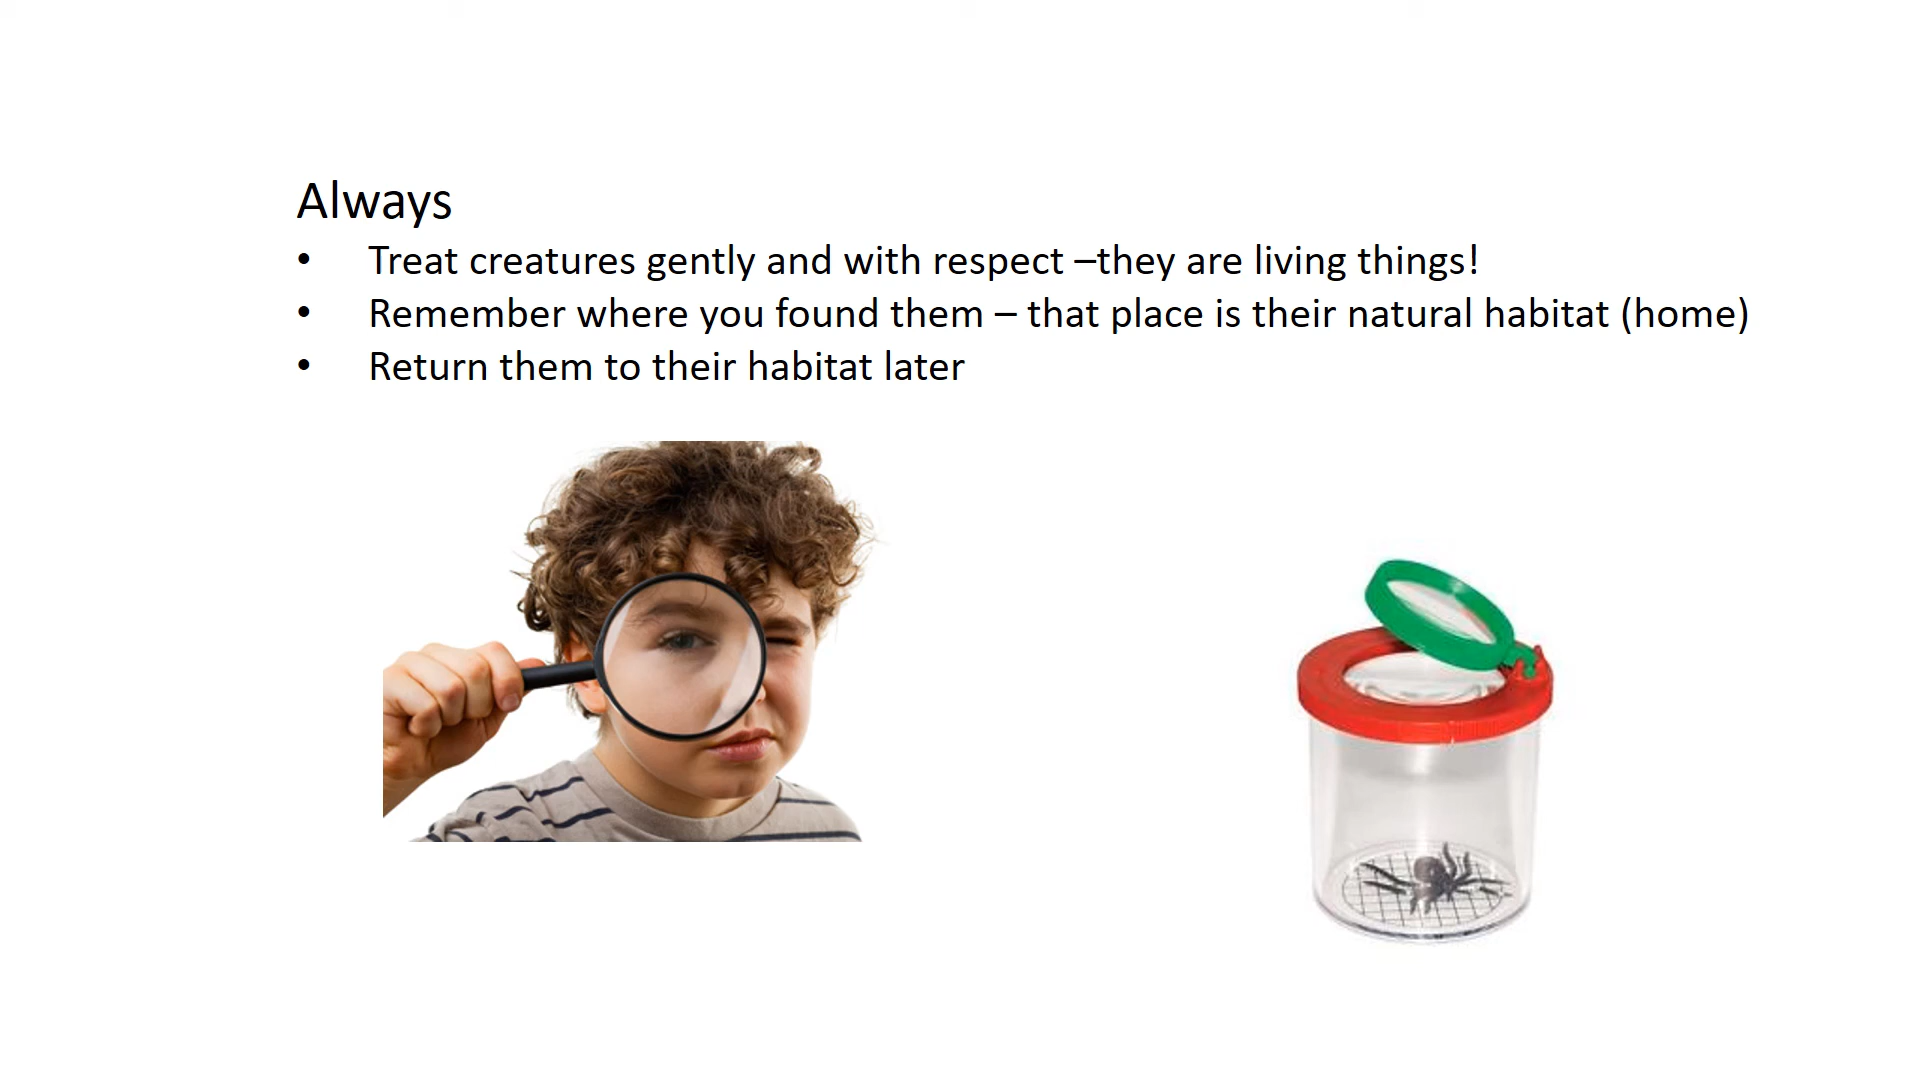 Always
• Treat creatures gently and with respect –they are living things!
• Remember where you found them – that place is their natural habitat (home)
• Return them to their habitat later